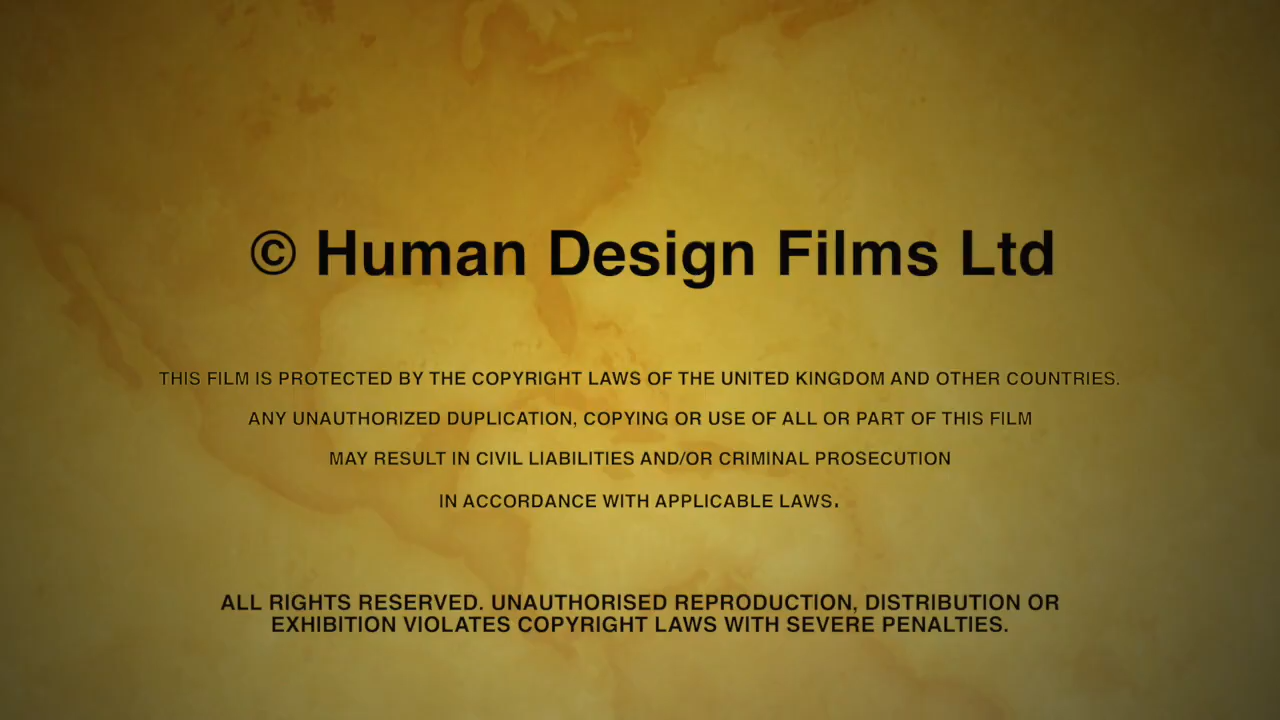 © Human Design Films Ltd
THIS FILM IS PROTECTED BY THE COPYRIGHT LAWS OF THE UNITED KINGDOM AND OTHER COUNTRIES.
ANY UNAUTHORIZED DUPLICATION, COPYING OR USE OF ALL OR PART OF THIS FILM
MAY RESULT IN CIVIL LIABILITIES AND/OR CRIMINAL PROSECUTION
IN ACCORDANCE WITH APPLICABLE LAWS.
ALL RIGHTS RESERVED. UNAUTHORISED REPRODUCTION, DISTRIBUTION OR
EXHIBITION VIOLATES COPYRIGHT LAWS WITH SEVERE PENALTIES.